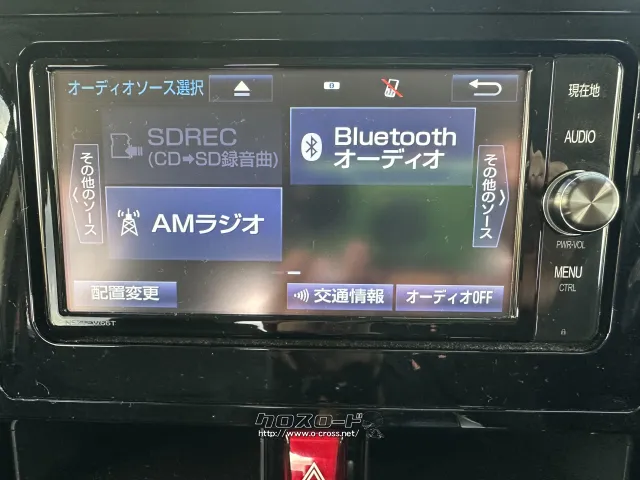 オーディオソース選択
現在地
SDREC
(CD➡SD録音曲)
Bluetooth
オーディオ
AUDIO
その他のソース
その他のソース
AMラジオ
PWR-VOL
MENU
CTRL
配置変更
交通情報
オーディオOFF
クロスロード
http://www.o-cross.net/